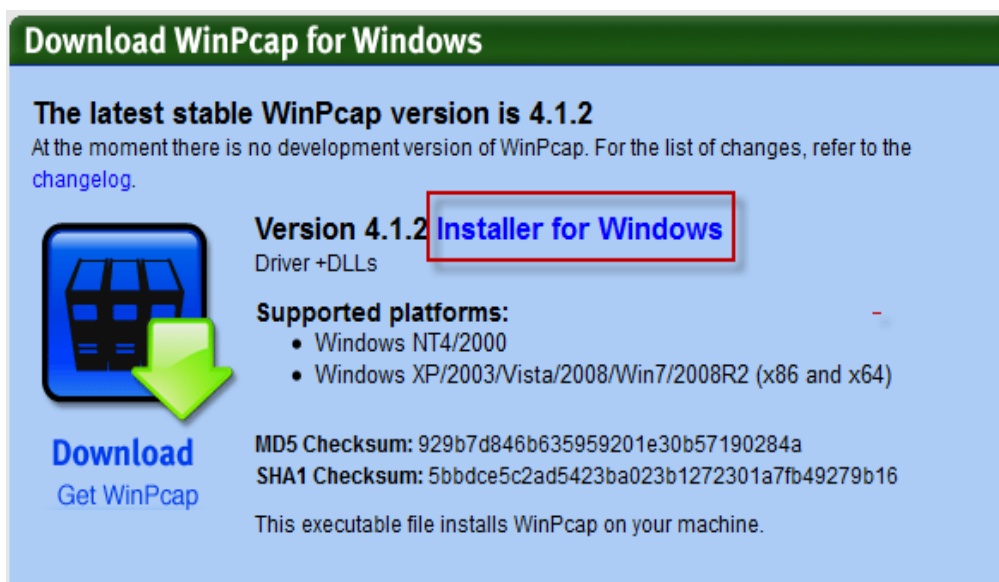 Download WinPcap for Windows
The latest stable WinPcap version is 4.1.2
At the moment there is no development version of WinPcap. For the list of changes, refer to the
changelog.
Version 4.1.2 Installer for Windows
Driver +DLLs
Supported platforms:
• Windows NT4/2000
• Windows XP/2003/Vista/2008/Win7/2008R2 (x86 and x64)
Download
Get WinPcap
MD5 Checksum: 929b7d846b635959201e30b57190284a
SHA1 Checksum: 5bbdce5c2ad5423ba023b1272301a7fb49279b16
This executable file installs WinPcap on your machine.